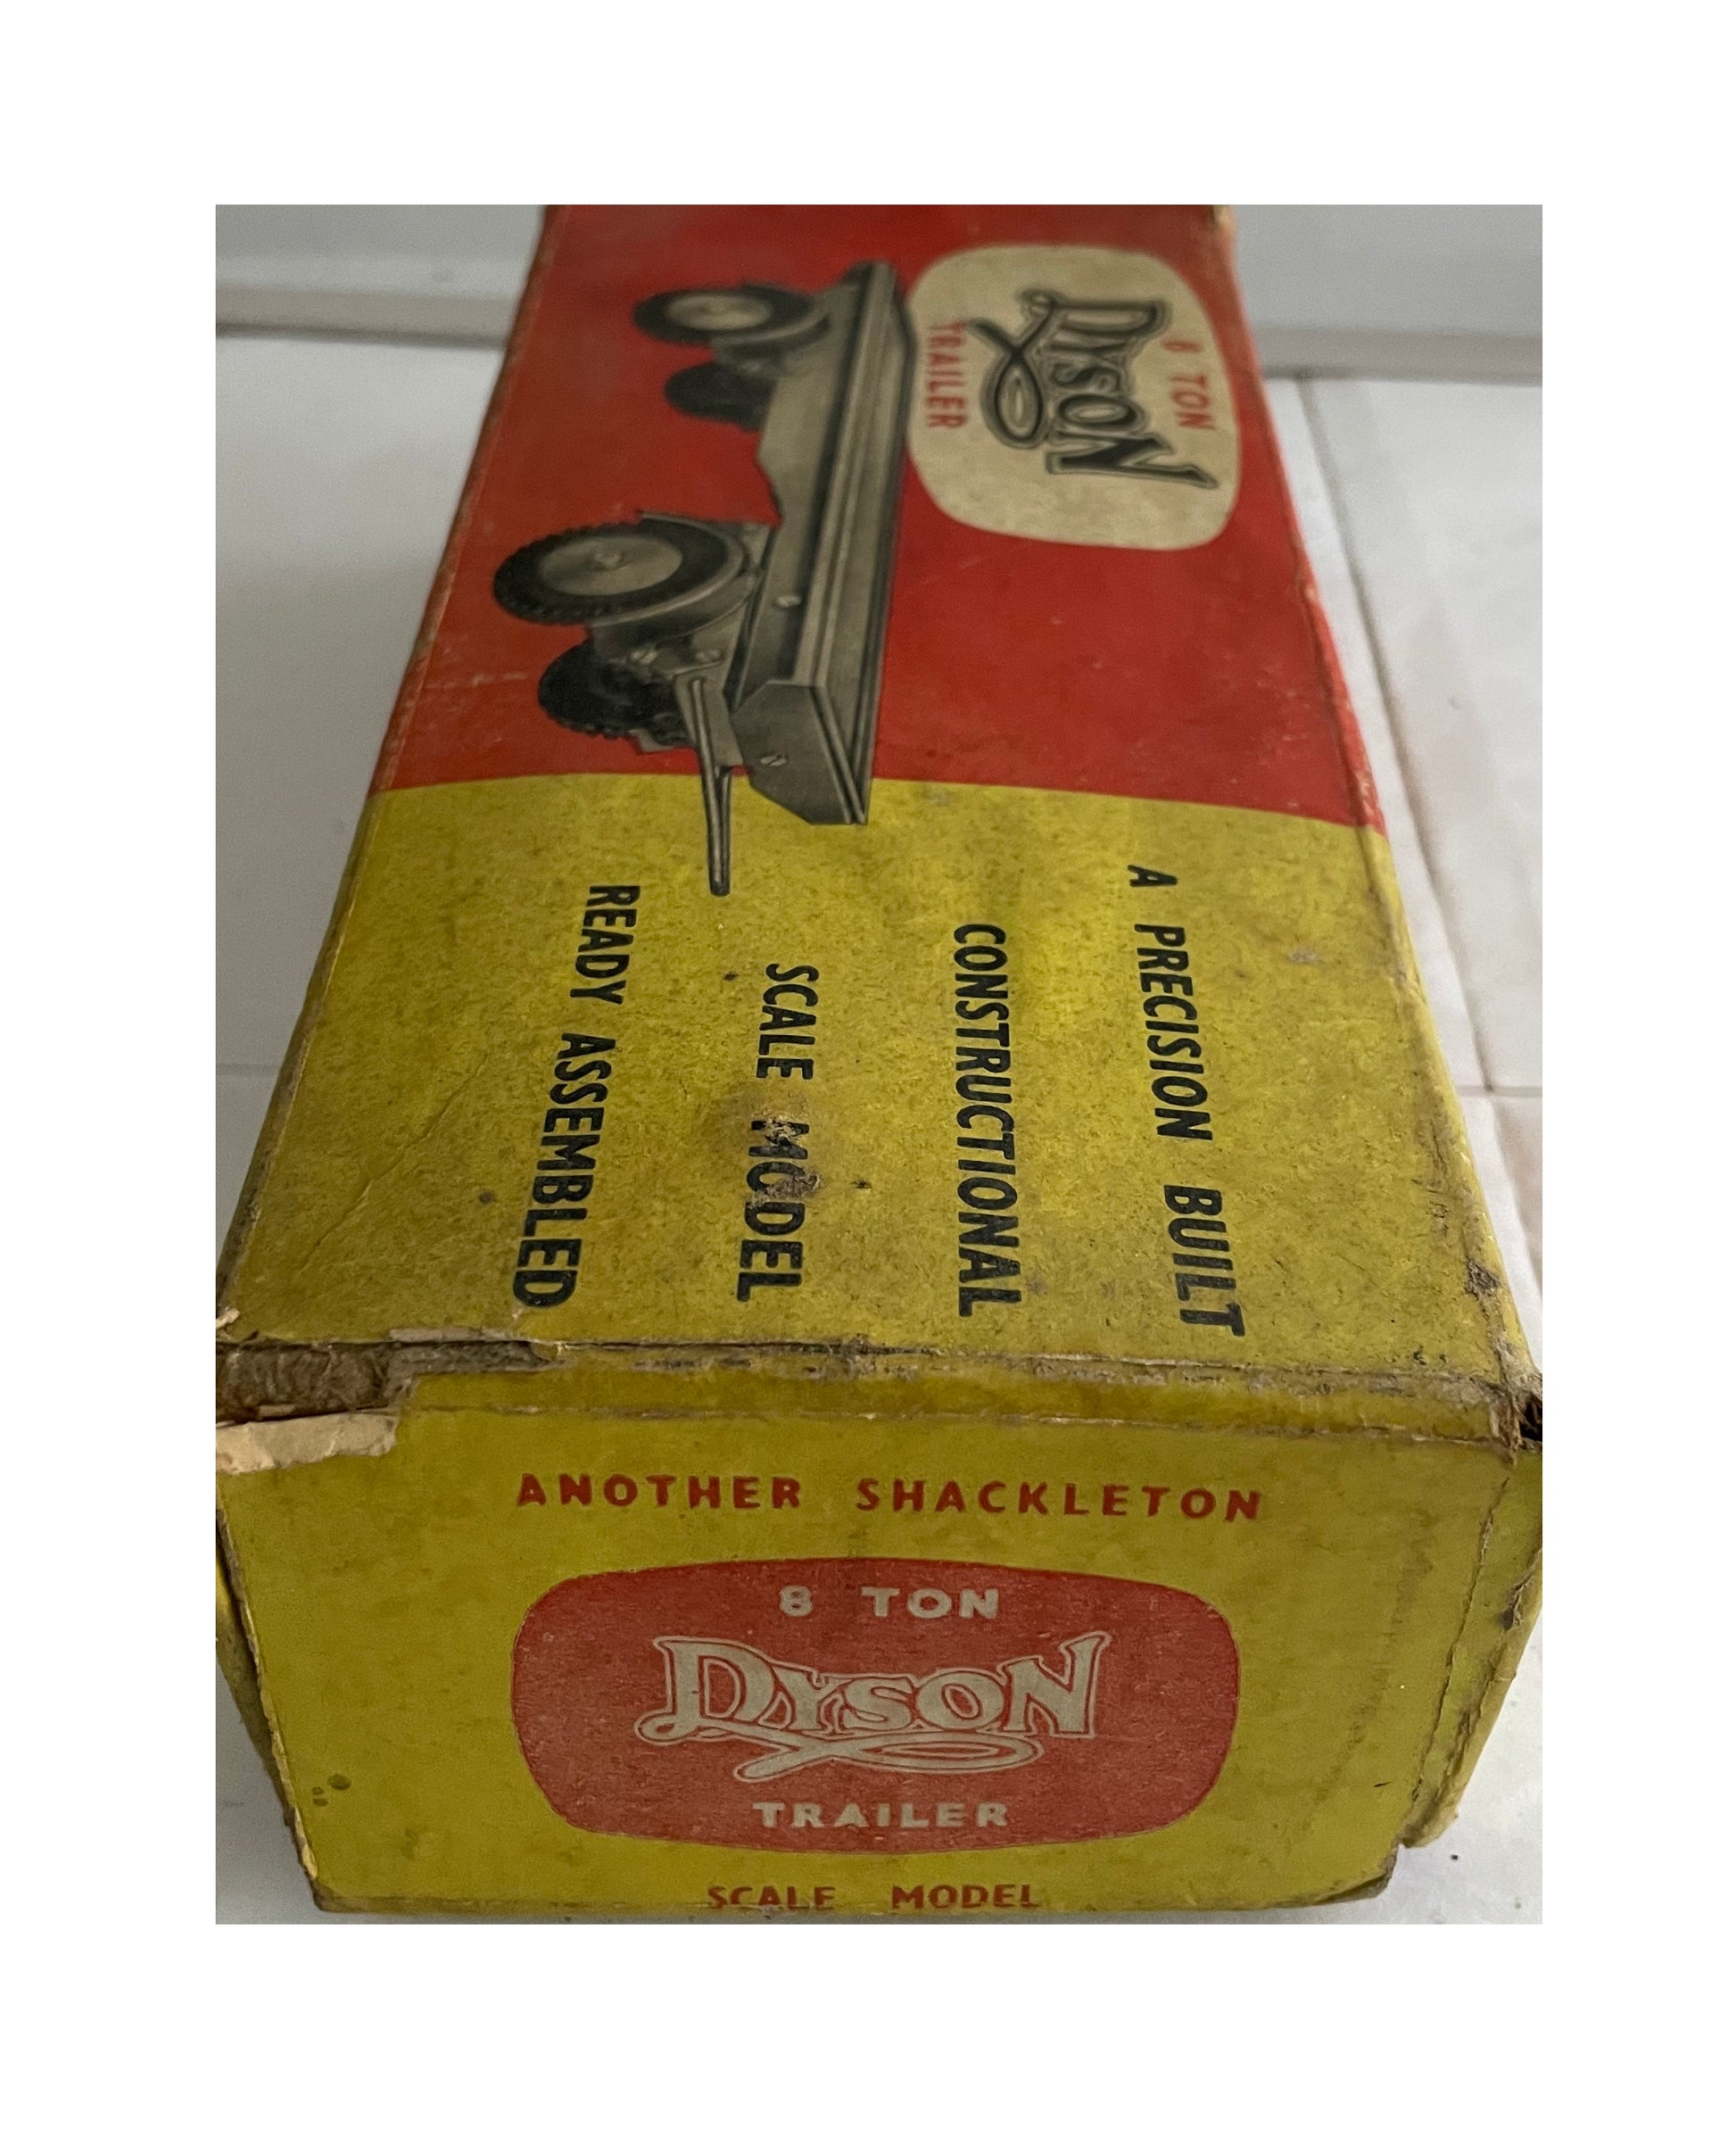 8 TON
DYSON
TRAILER
A PRECISION BUILT
CONSTRUCTIONAL
SCALE MODEL
READY ASSEMBLED
ANOTHER SHACKLETON
8 TON
DYSON
TRAILER
SCALE MODEL